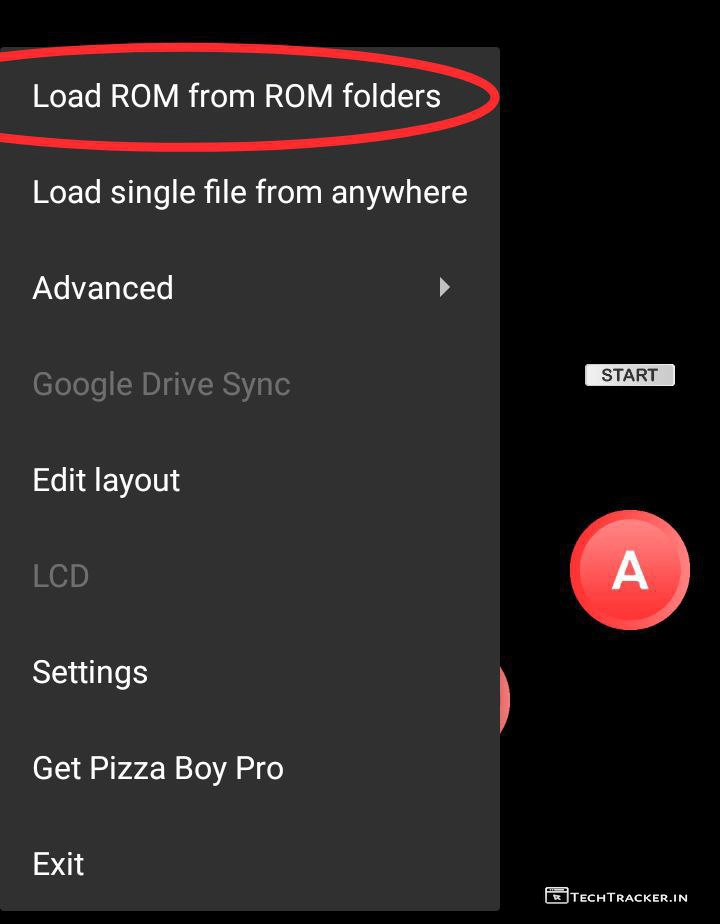 Load ROM from ROM folders
Load single file from anywhere
Advanced
Google Drive Sync
START
Edit layout
A
LCD
Settings
Get Pizza Boy Pro
Exit
TECHTRACKER.IN